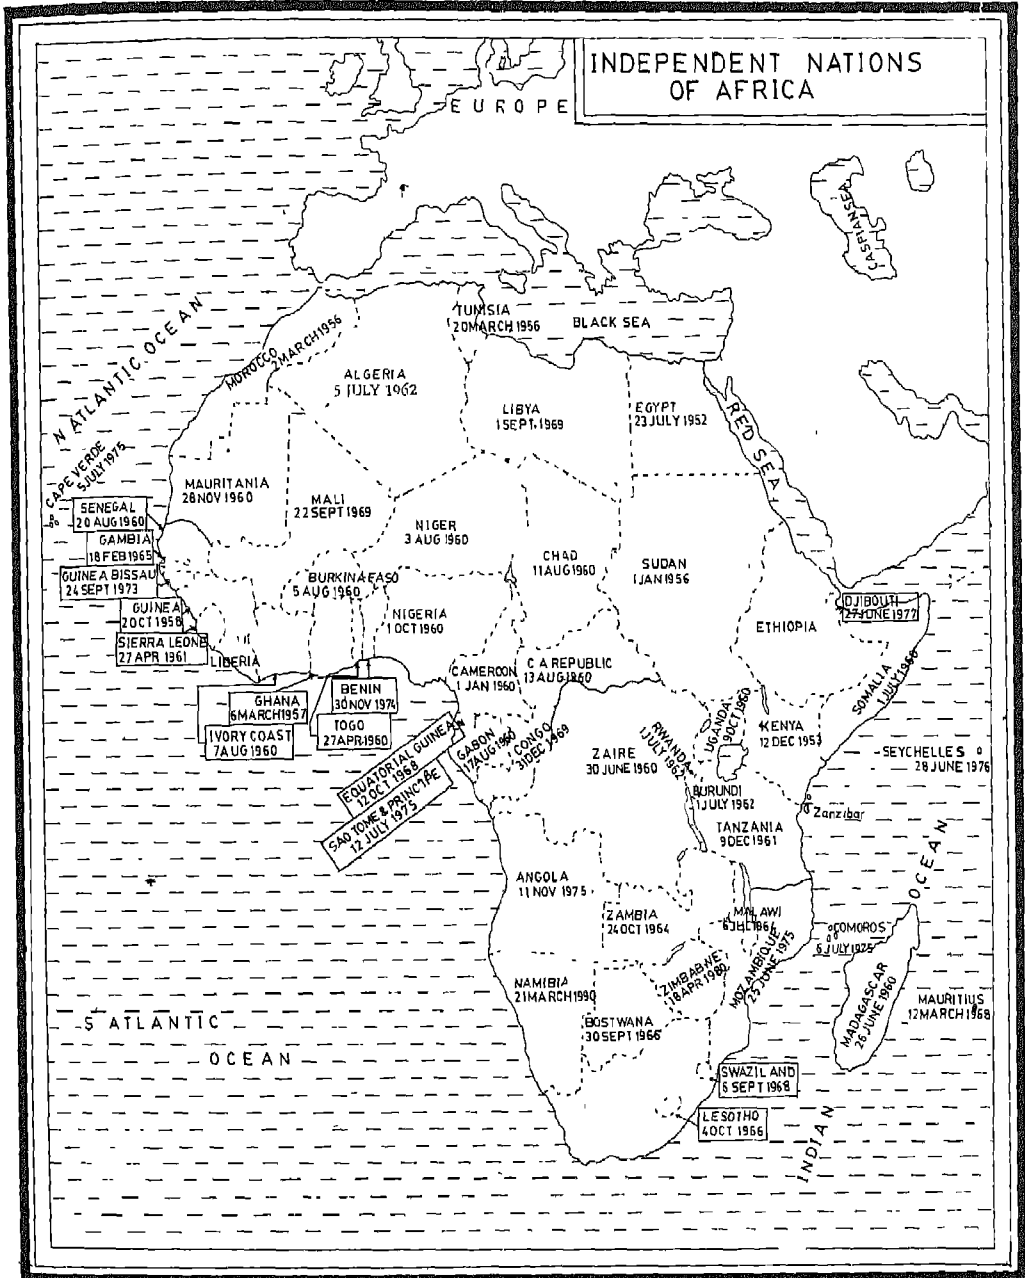 INDEPENDENT NATIONS
OF AFRICA
EUROPE
CASPIANSEA
N ATLANTIC OCEAN
TUNISIA
20MARCH 1956
BLACK SEA
MOROCCO
2MARCH 1956
ALGERIA
5 JULY 1962
LIBYA
1 SEPT. 1969
EGYPT
23 JULY 1952
RED SEA
CAPE VERDE
5JULY 1975
MAURITANIA
28 NOV 1960
MALI
22 SEPT 1969
NIGER
3 AUG 1960
CHAD
11 AUG 1960
SUDAN
1 JAN 1956
SENEGAL
20 AUG 1960
GAMBIA
18 FEB 1965
GUINEA BISSAU
24 SEPT 1973
GUINEA
2 OCT 1958
SIERRA LEONE
27 APR 1961
LIBERIA
BURKINA FASO
5 AUG 1960
NIGERIA
1 OCT 1960
DJIBOUTI
27 JUNE 1977
ETHIOPIA
SOMALIA
1 JULY 1960
CAMEROON
1 JAN 1960
C A REPUBLIC
13 AUG 1960
BENIN
30 NOV 1974
GHANA
6 MARCH 1957
IVORY COAST
7 AUG 1960
TOGO
27 APR 1960
EQUATORIAL GUINEAN
12 OCT 1968
SAO TOME & PRINCIPE
12 JULY 1975
GABON
17 AUG 1960
CONGO
31 DEC 1969
ZAIRE
30 JUNE 1960
RWANDA
1 JULY 1962
UGANDA
9 OCT 1960
KENYA
12 DEC 1953
SEYCHELLES
28 JUNE 1976
BURUNDI
1 JULY 1962
TANZANIA
9 DEC 1961
Zanzibar
ANGOLA
11 NOV 1975
ZAMBIA
24 OCT 1964
MALAWI
COMOROS
6 JULY 1975
MOZAMBIQUE
25 JUNE 1975
ZIMBABWE
18 APR 1980
NAMIBIA
21 MARCH 1990
BOSTWANA
30 SEPT 1966
MADAGASCAR
26 JUNE 1960
MAURITIUS
12 MARCH 1968
S ATLANTIC
OCEAN
SWAZILAND
6 SEPT 1968
LESOTHO
4 OCT 1966
INDIAN OCEAN